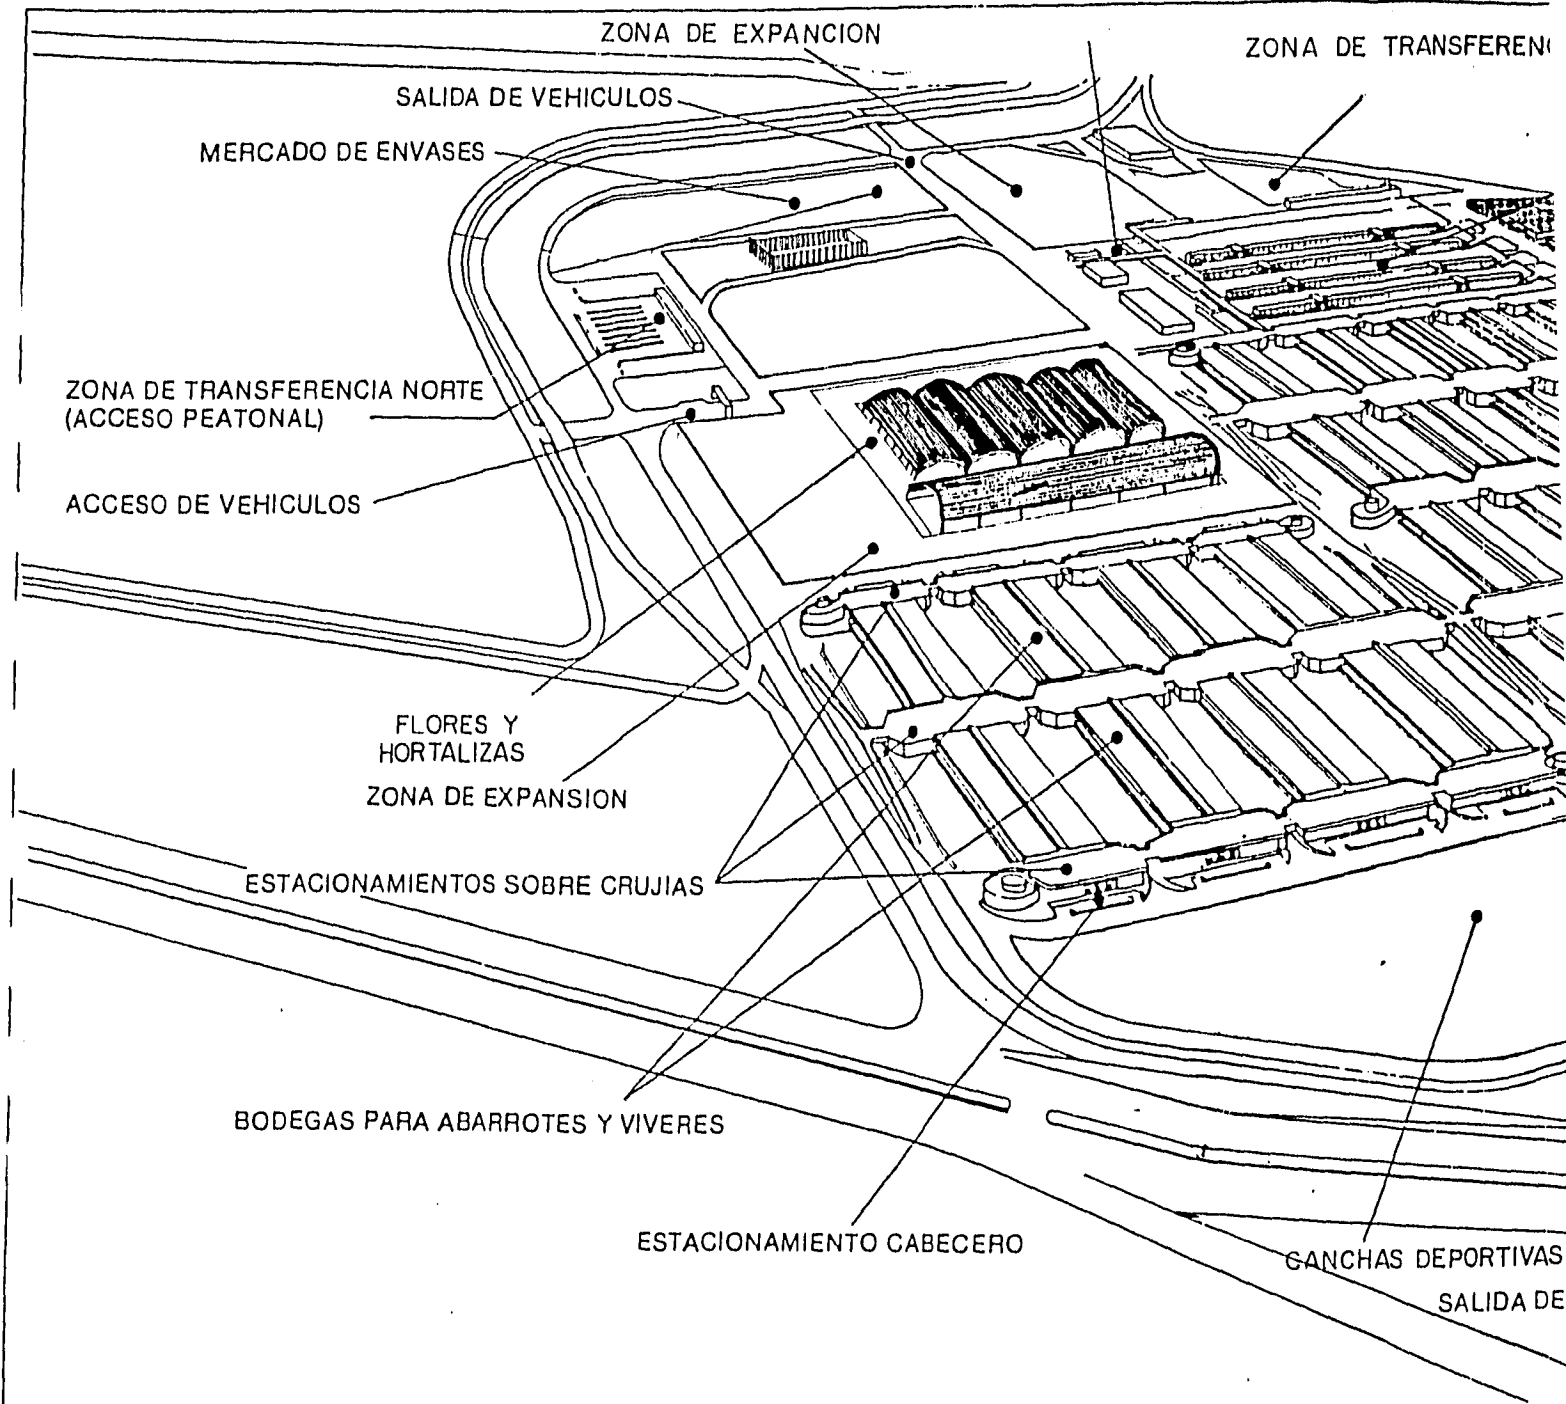 ZONA DE EXPANCION
ZONA DE TRANSFEREN
SALIDA DE VEHICULOS
MERCADO DE ENVASES
ZONA DE TRANSFERENCIA NORTE
(ACCESO PEATONAL)
ACCESO DE VEHICULOS
FLORES Y
HORTALIZAS
ZONA DE EXPANSION
ESTACIONAMIENTOS SOBRE CRUJIAS
BODEGAS PARA ABARROTES Y VIVERES
ESTACIONAMIENTO CABECERO
CANCHAS DEPORTIVAS
SALIDA DE